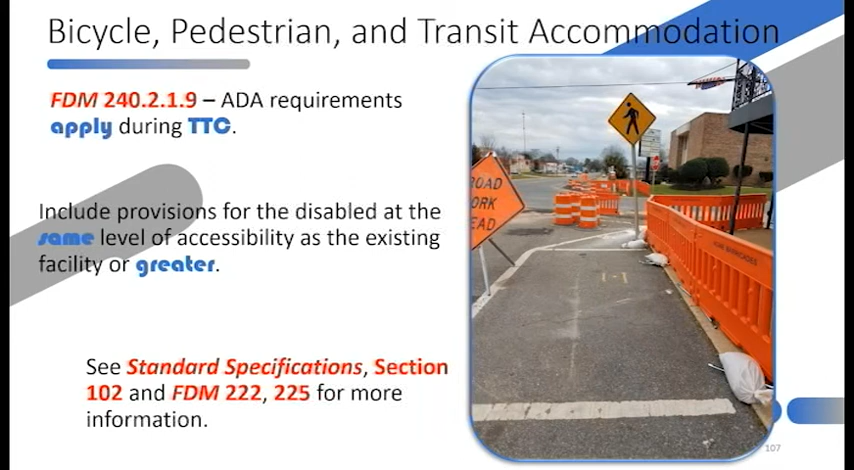 Bicycle, Pedestrian, and Transit Accommodation
FDM 240.2.1.9 – ADA requirements
apply during TTC.
Include provisions for the disabled at the
same level of accessibility as the existing
facility or greater.
See Standard Specifications, Section
102 and FDM 222, 225 for more
information.
ROAD
ORK
EAD
107